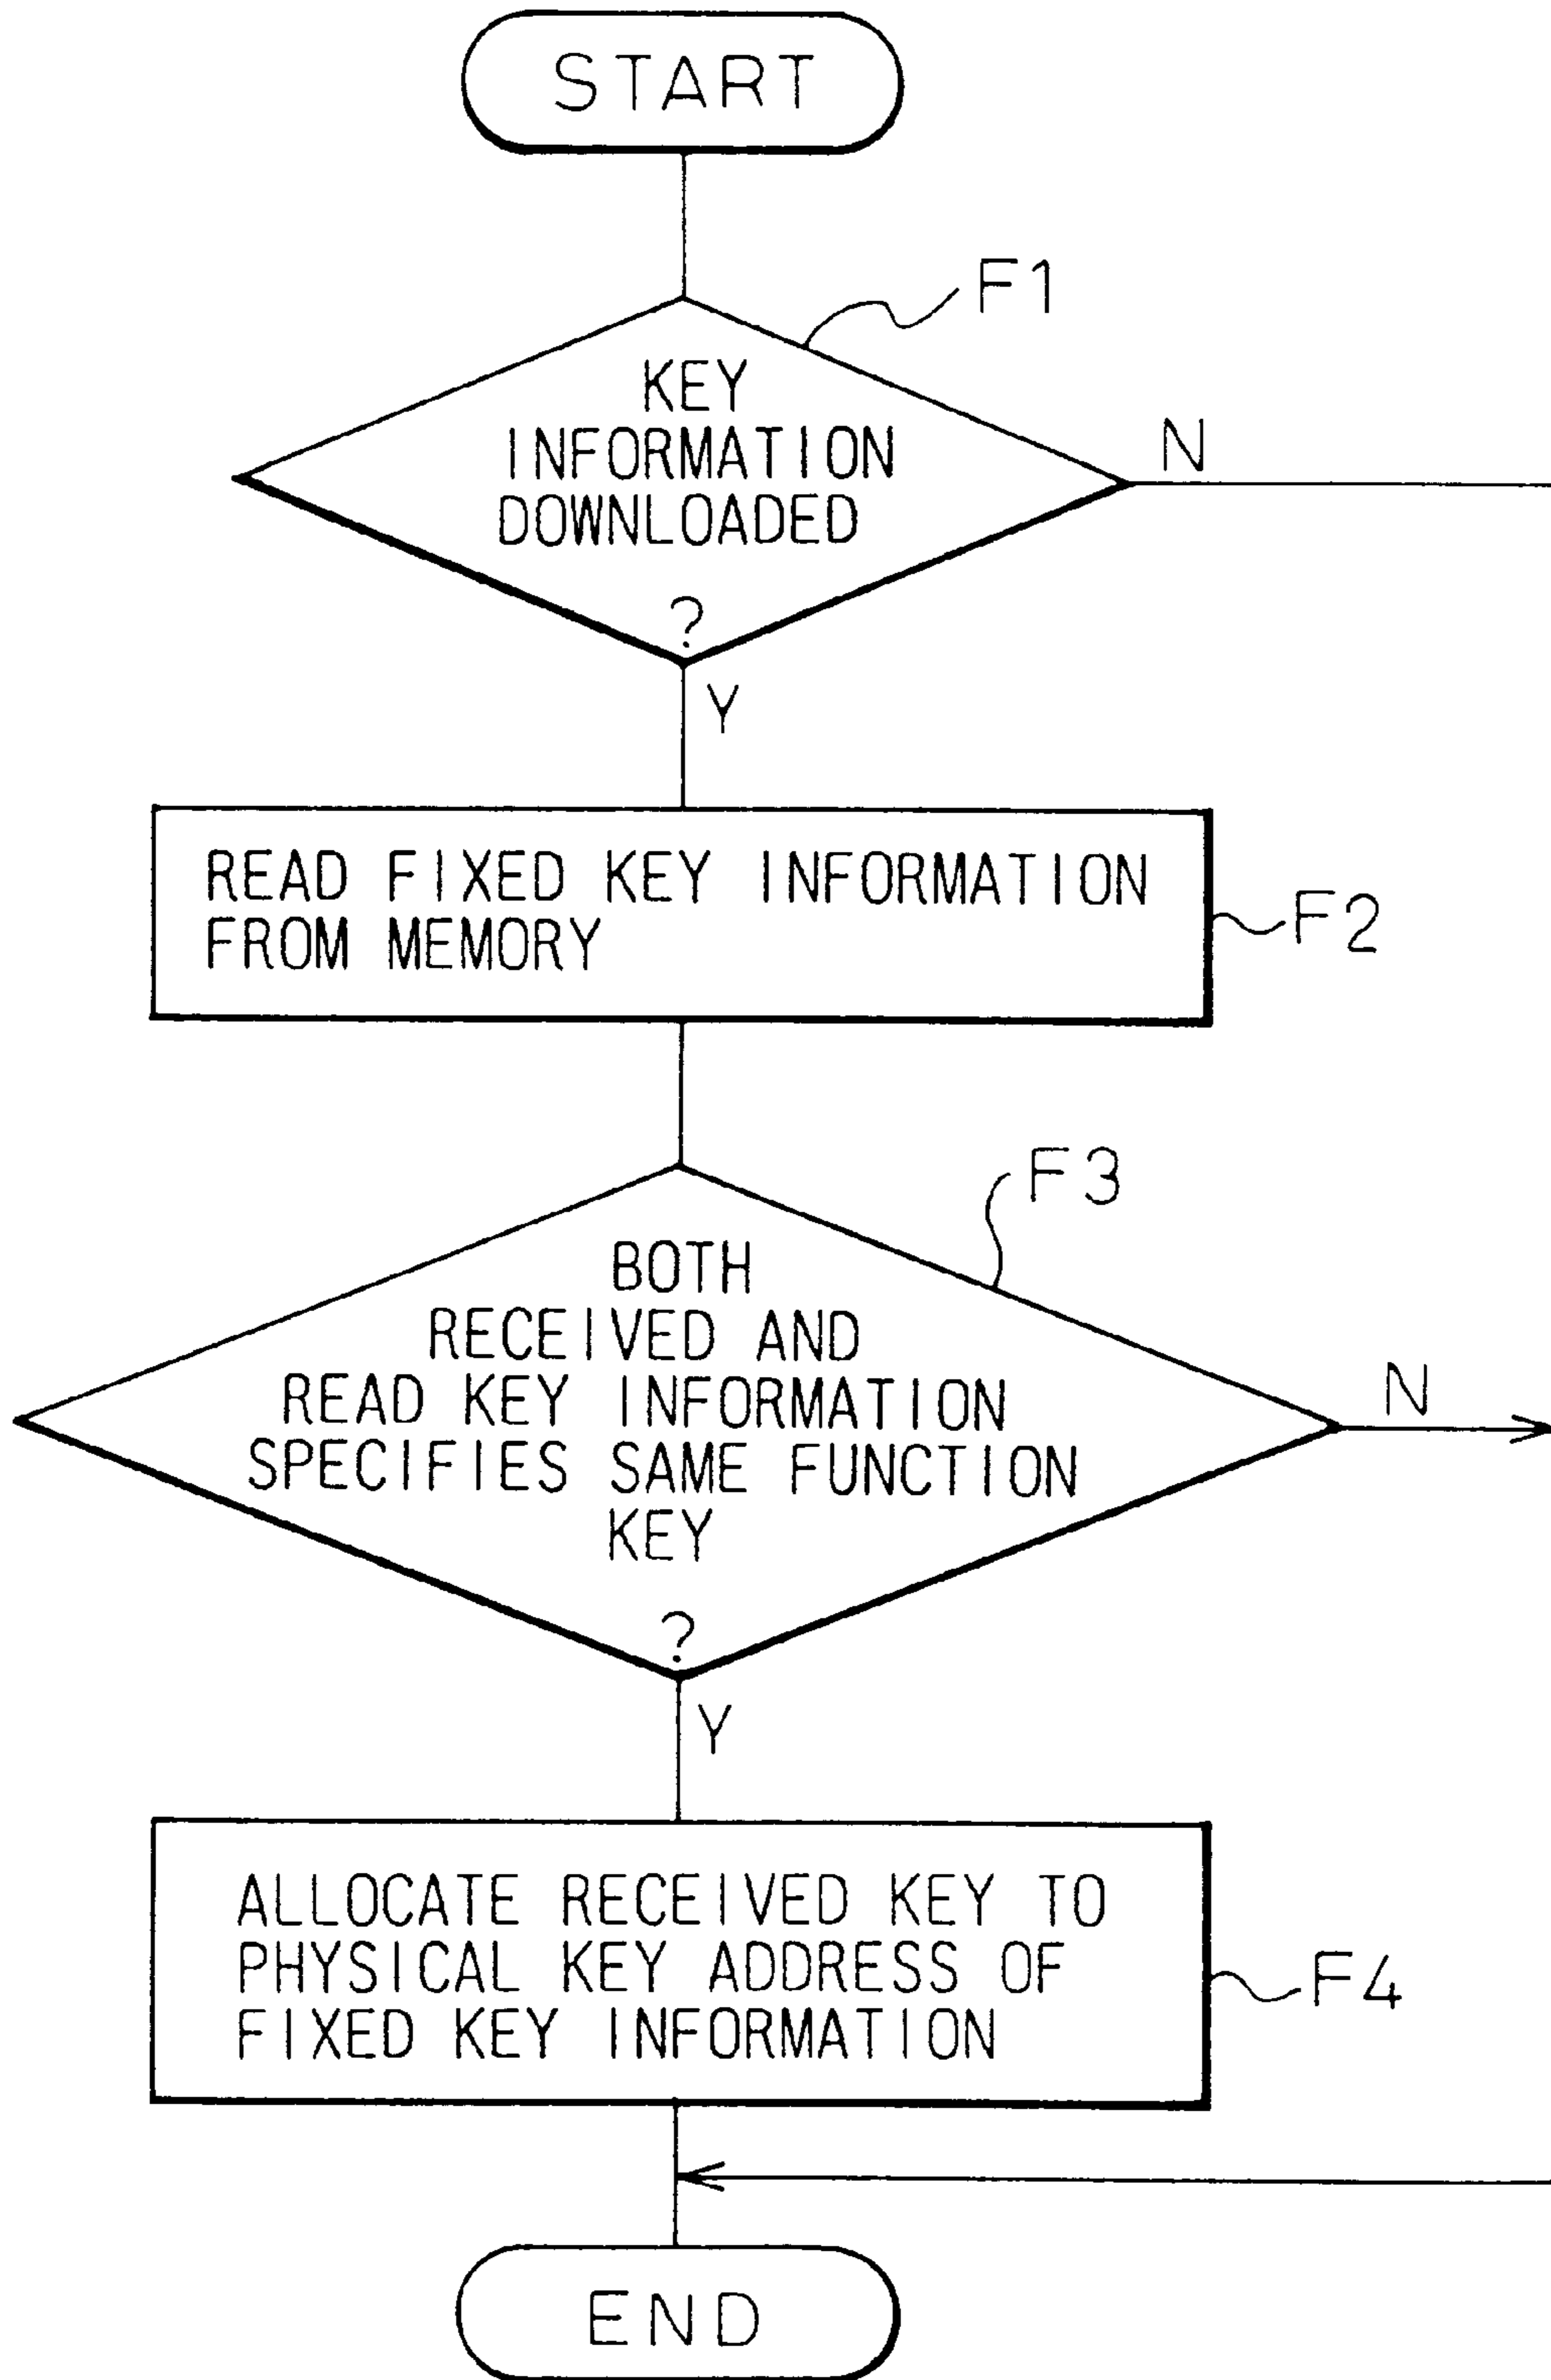 START
F1
KEY
INFORMATION
DOWNLOADED
?
N
Y
READ FIXED KEY INFORMATION
FROM MEMORY
F2
F3
BOTH
RECEIVED AND
READ KEY INFORMATION
SPECIFIES SAME FUNCTION
KEY
?
N
Y
ALLOCATE RECEIVED KEY TO
PHYSICAL KEY ADDRESS OF
FIXED KEY INFORMATION
F4
END